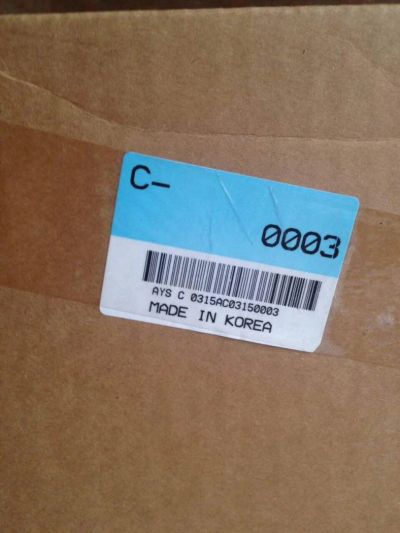 C-
0003
AYS C 0315AC03150003
MADE IN KOREA